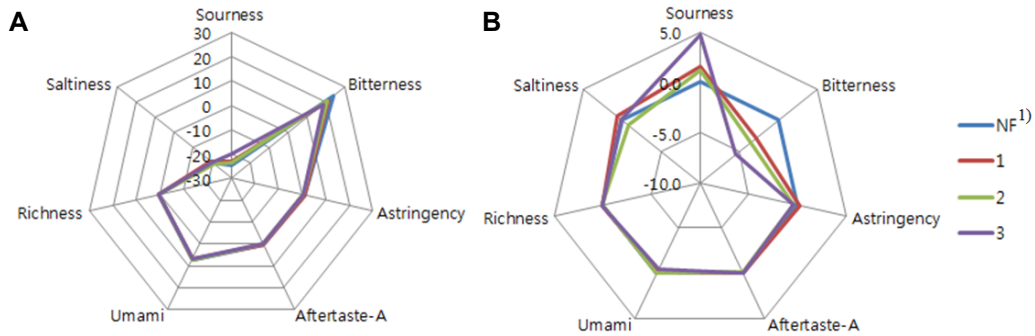 A
Sourness
30
20
10
0
-10
-20
-30
Bitterness
Astringency
Aftertaste-A
Umami
Richness
Saltiness
B
Sourness
5.0
0.0
-5.0
-10.0
Bitterness
Astringency
Aftertaste-A
Umami
Richness
Saltiness
NF1)
1
2
3